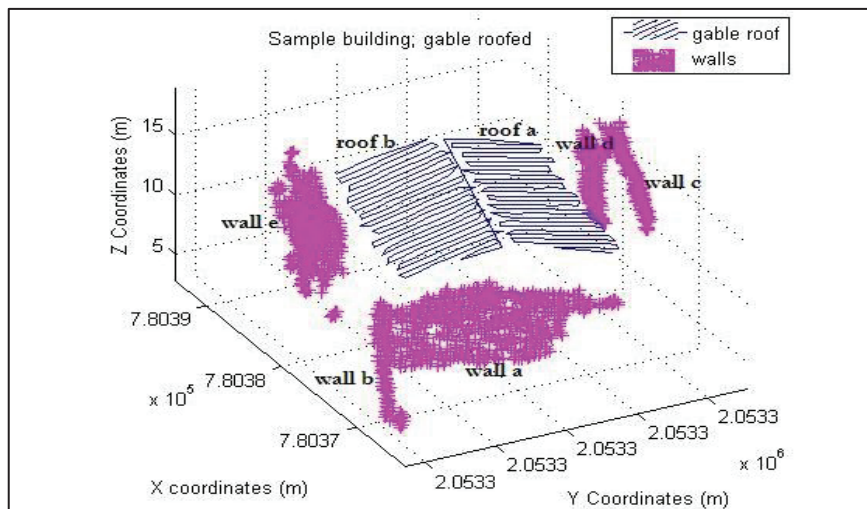 Sample building; gable roofed
gable roof
walls
Z Coordinates (m)
15
10
5
roof b
roof a
wall d
wall c
wall e
wall b
wall a
7.8039
7.8038
7.8037
x 10^5
X coordinates (m)
2.0533
2.0533
2.0533
2.0533
2.0533
x 10^6
Y Coordinates (m)